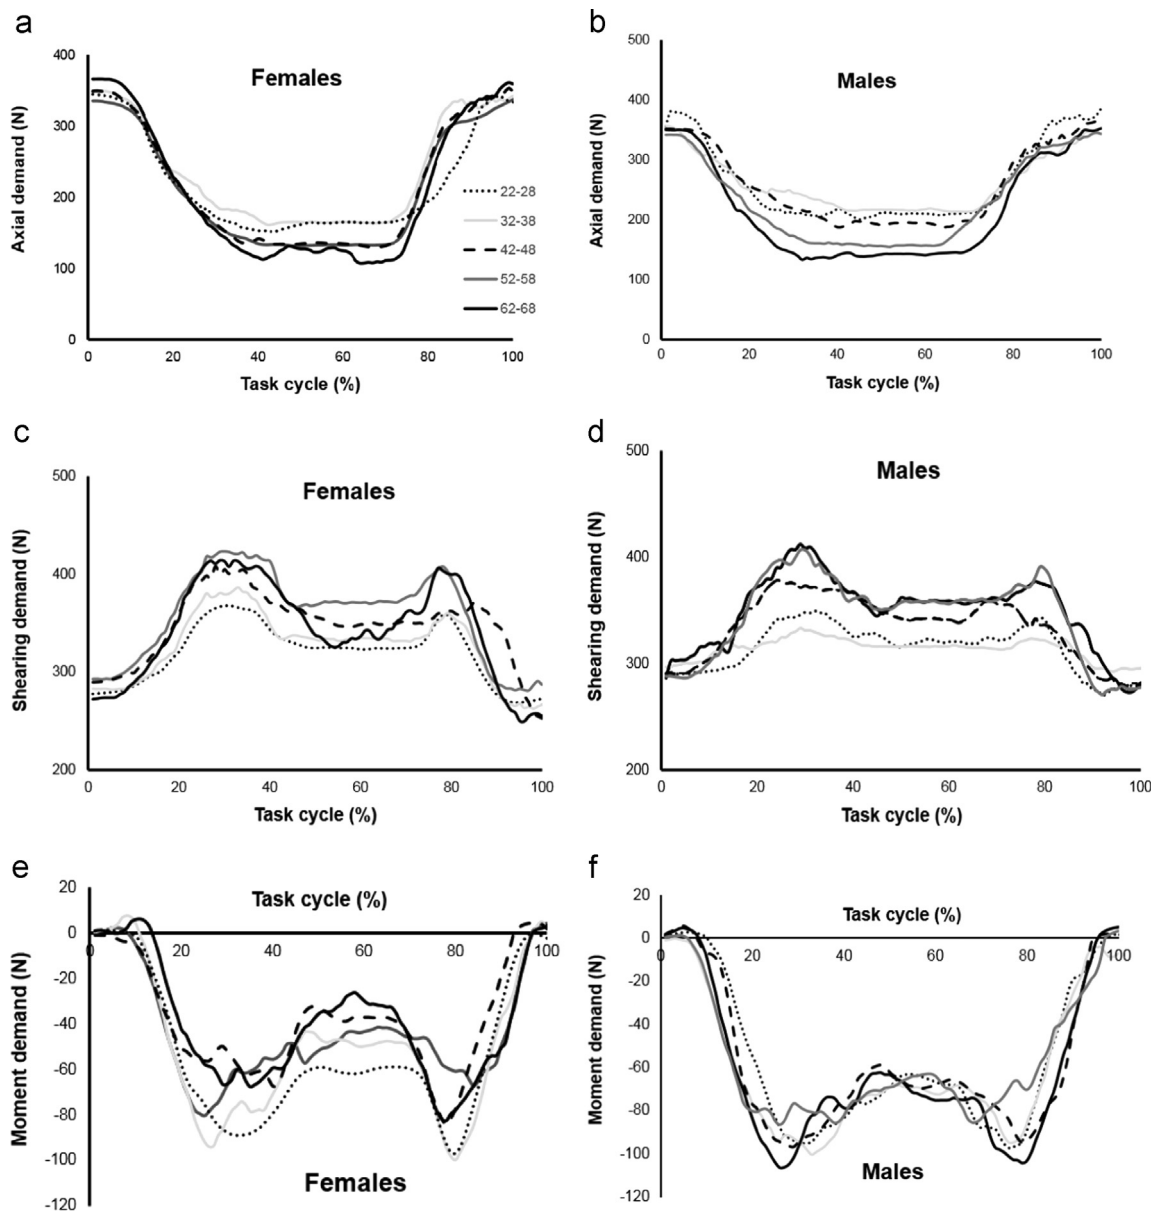 a
Axial demand (N)
400
300
200
100
0
Females
22-28
32-38
42-48
52-58
62-68
0 20 40 60 80 100
Task cycle (%)
b
Axial demand (N)
500
400
300
200
100
0
Males
0 20 40 60 80 100
Task cycle (%)
c
Shearing demand (N)
500
400
300
200
Females
0 20 40 60 80 100
Task cycle (%)
d
Shearing demand (N)
500
400
300
200
Males
0 20 40 60 80 100
Task cycle (%)
e
Moment demand (N)
20
0
-20
-40
-60
-80
-100
-120
Task cycle (%)
0 20 40 60 80 100
Females
f
Moment demand (N)
20
0
-20
-40
-60
-80
-100
-120
Task cycle (%)
0 20 40 60 80 100
Males